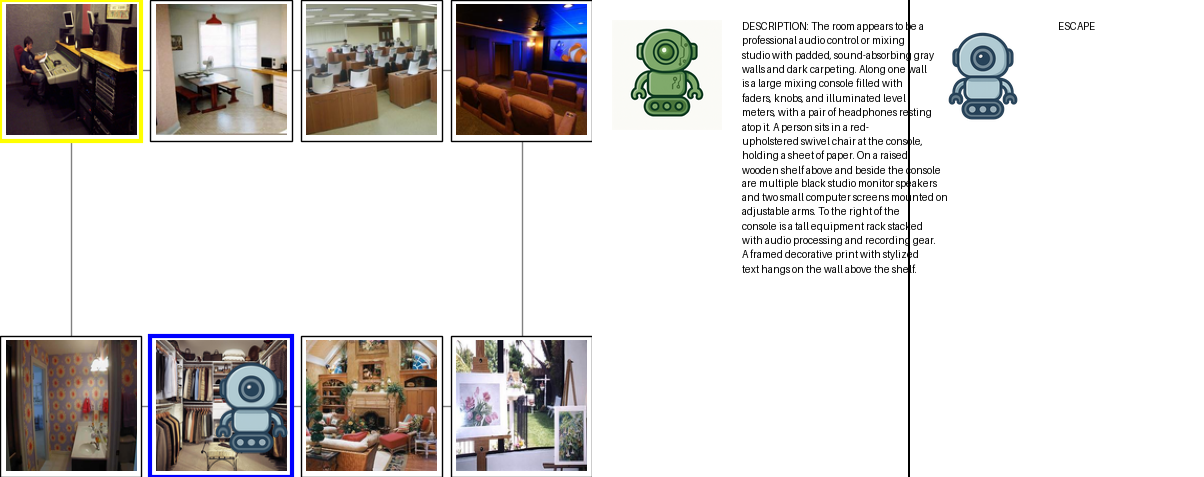 DESCRIPTION: The room appears to be a
professional audio control or mixing
studio with padded, sound-absorbing gray
walls and dark carpeting. Along one wall
is a large mixing console filled with
faders, knobs, and illuminated level
meters, with a pair of headphones resting
atop it. A person sits in a red-
upholstered swivel chair at the console,
holding a sheet of paper. On a raised
wooden shelf above and beside the console
are multiple black studio monitor speakers
and two small computer screens mounted on
adjustable arms. To the right of the
console is a tall equipment rack stacked
with audio processing and recording gear.
A framed decorative print with stylized
text hangs on the wall above the shelf.
ESCAPE